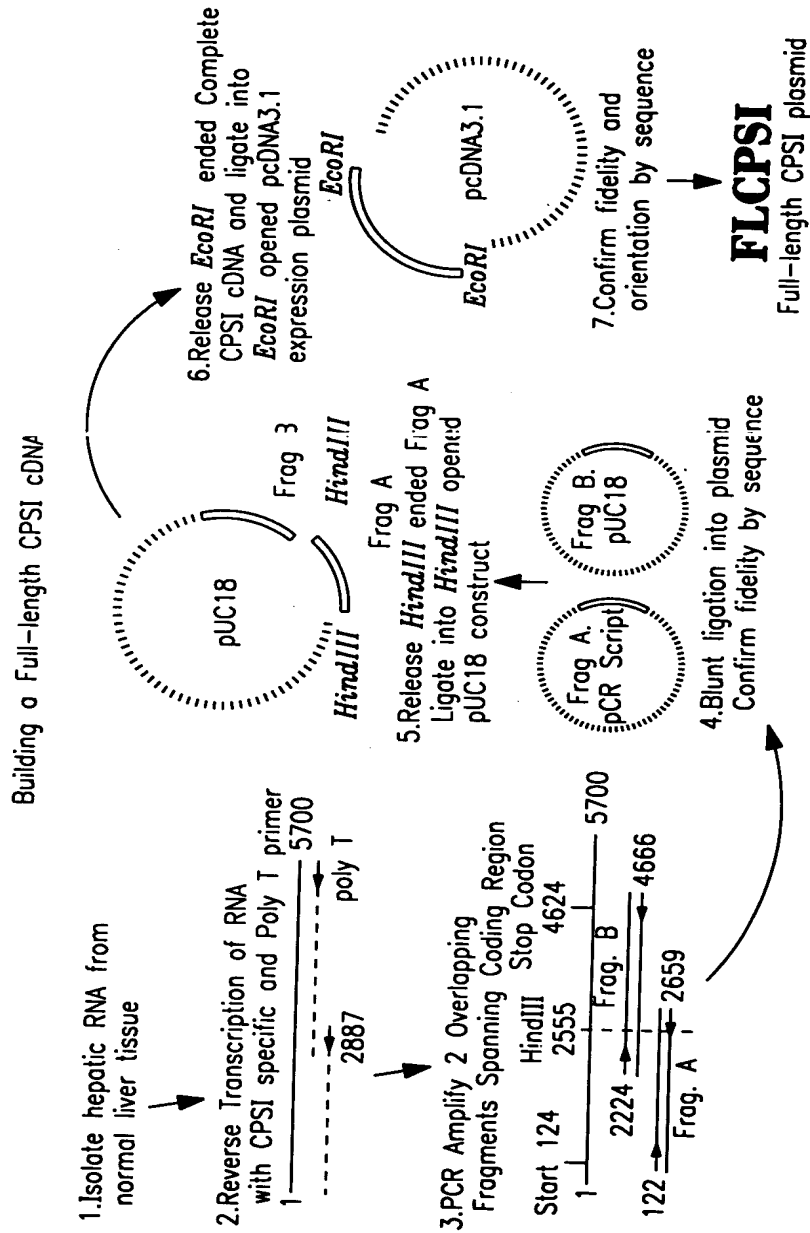 Building a Full-length CPSI cDNA
1.Isolate hepatic RNA from
normal liver tissue
2.Reverse Transcription of RNA
with CPSI specific and Poly T primer
1
5700
poly T
2887
3.PCR Amplify 2 Overlapping
Fragments Spanning Coding Region
Start 124
HindIII
Stop Codon
2555
4624
1
5700
2224
Frag. B
4666
122
2659
Frag. A
4.Blunt ligation into plasmid
Confirm fidelity by sequence
Frag A.
pCR Script
Frag B.
pUC18
5.Release HindIII ended Frag A
Ligate into HindIII opened
pUC18 construct
pUC18
Frag 3
HindIII
HindIII
Frag A
6.Release EcoRI ended Complete
CPSI cDNA and ligate into
EcoRI opened pcDNA3.1
expression plasmid
EcoRI
EcoRI
pcDNA3.1
7.Confirm fidelity and
orientation by sequence
FLCPSI
Full-length CPSI plasmid